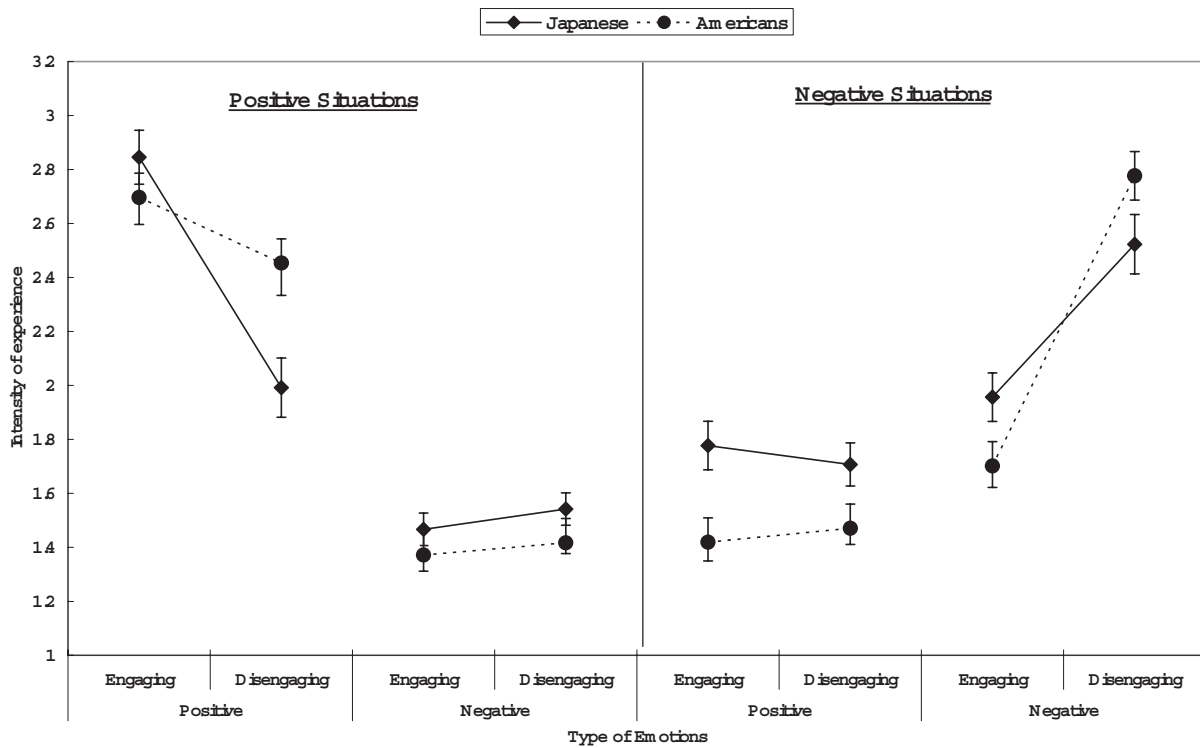 Japanese Americans
Positive Situations
Negative Situations
Intensity of experience
3.2
3
2.8
2.6
2.4
2.2
2
1.8
1.6
1.4
1.2
1
Engaging Disengaging Engaging Disengaging Engaging Disengaging Engaging Disengaging
Positive Negative Positive Negative
Type of Emotions